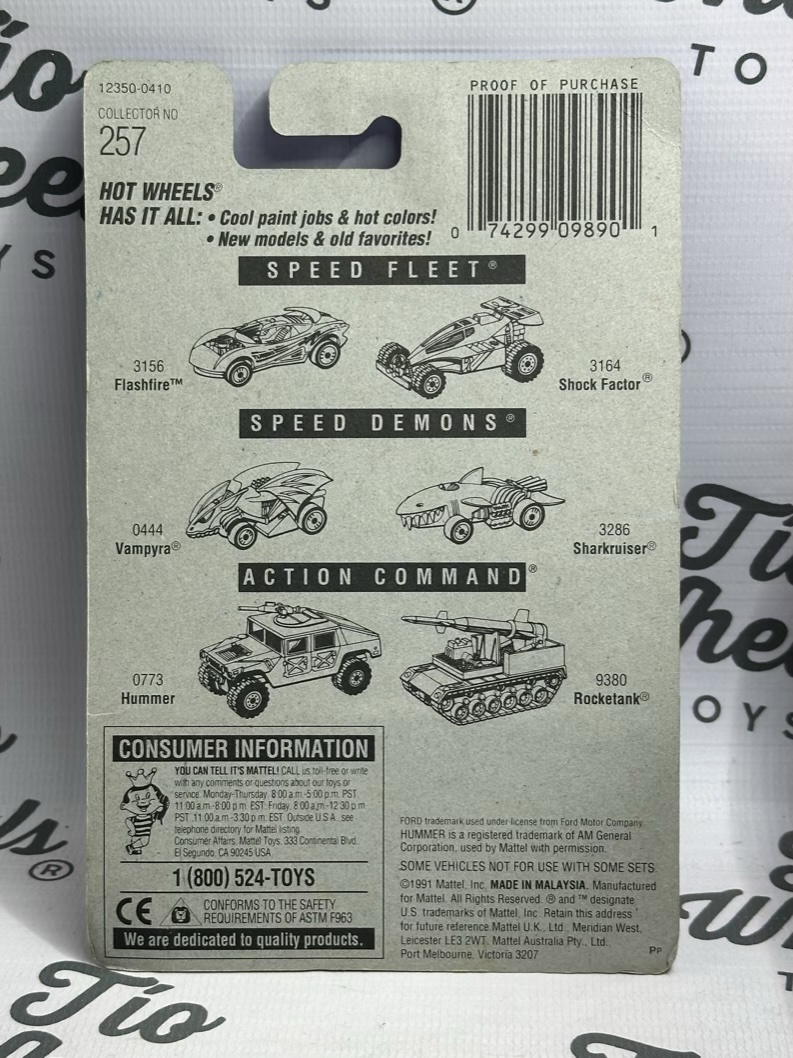 12350-0410
COLLECTOR NO
257
PROOF OF PURCHASE
0 74299 09890 1
HOT WHEELS®
HAS IT ALL: • Cool paint jobs & hot colors!
• New models & old favorites!
SPEED FLEET®
3156
Flashfire™
3164
Shock Factor®
SPEED DEMONS®
0444
Vampyra®
3286
Sharkruiser®
ACTION COMMAND®
0773
Hummer
9380
Rocketank®
CONSUMER INFORMATION
YOU CAN TELL IT'S MATTEL! CALL us toll-free or write
with any comments or questions about our toys or
service. Monday-Thursday, 8:00 a.m.-5:00 p.m. PST
11:00 a.m.-8:00 p.m. EST. Friday, 8:00 a.m.-12:30 p.m.
PST, 11:00 a.m.-3:30 p.m. EST. Outside U.S.A., see
telephone directory for Mattel listing.
Consumer Affairs, Mattel Toys, 333 Continental Blvd.,
El Segundo, CA 90245 USA
1 (800) 524-TOYS
CE CONFORMS TO THE SAFETY
REQUIREMENTS OF ASTM F963
We are dedicated to quality products.
FORD trademark used under license from Ford Motor Company.
HUMMER is a registered trademark of AM General
Corporation, used by Mattel with permission.
SOME VEHICLES NOT FOR USE WITH SOME SETS.
©1991 Mattel, Inc. MADE IN MALAYSIA. Manufactured
for Mattel. All Rights Reserved. ® and ™ designate
U.S. trademarks of Mattel, Inc. Retain this address
for future reference: Mattel U.K., Ltd., Meridian West,
Leicester LE3 2WT. Mattel Australia Pty., Ltd.,
Port Melbourne, Victoria 3207
PP
TO
Tío
YS
Tío
OYS
Tío